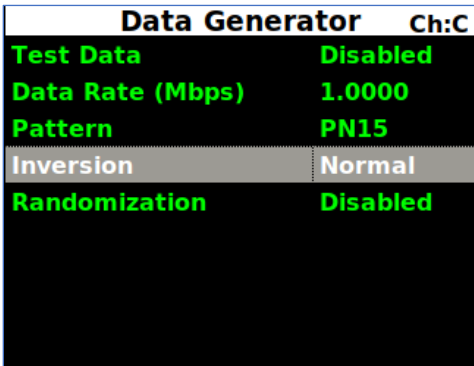 Data Generator Ch:C
Test Data Disabled
Data Rate (Mbps) 1.0000
Pattern PN15
Inversion Normal
Randomization Disabled